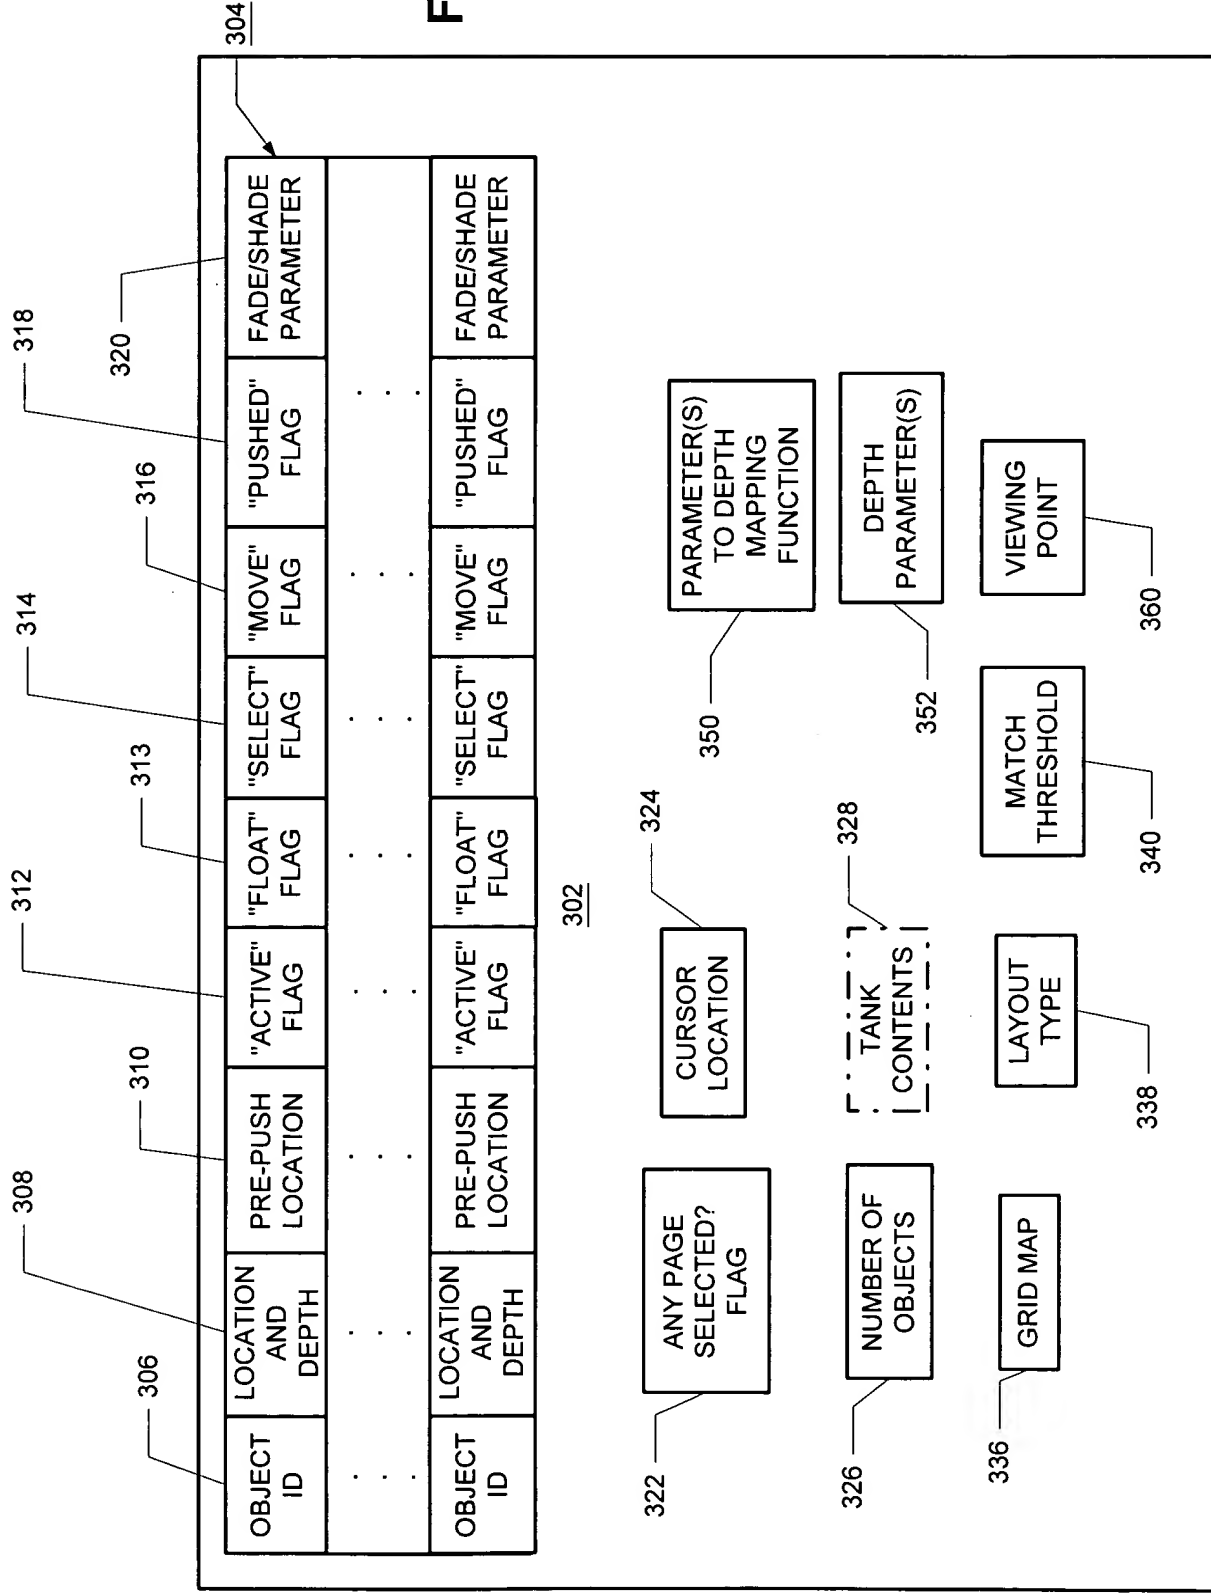 F
304
318
320
316
314
313
312
310
308
306
OBJECT
ID
LOCATION
AND
DEPTH
PRE-PUSH
LOCATION
"ACTIVE"
FLAG
"FLOAT"
FLAG
"SELECT"
FLAG
"MOVE"
FLAG
"PUSHED"
FLAG
FADE/SHADE
PARAMETER
. . .
. . .
. . .
. . .
. . .
. . .
. . .
. . .
OBJECT
ID
LOCATION
AND
DEPTH
PRE-PUSH
LOCATION
"ACTIVE"
FLAG
"FLOAT"
FLAG
"SELECT"
FLAG
"MOVE"
FLAG
"PUSHED"
FLAG
FADE/SHADE
PARAMETER
302
322
ANY PAGE
SELECTED?
FLAG
324
CURSOR
LOCATION
350
PARAMETER(S)
TO DEPTH
MAPPING
FUNCTION
326
NUMBER OF
OBJECTS
328
TANK
CONTENTS
352
DEPTH
PARAMETER(S)
336
GRID MAP
338
LAYOUT
TYPE
340
MATCH
THRESHOLD
360
VIEWING
POINT